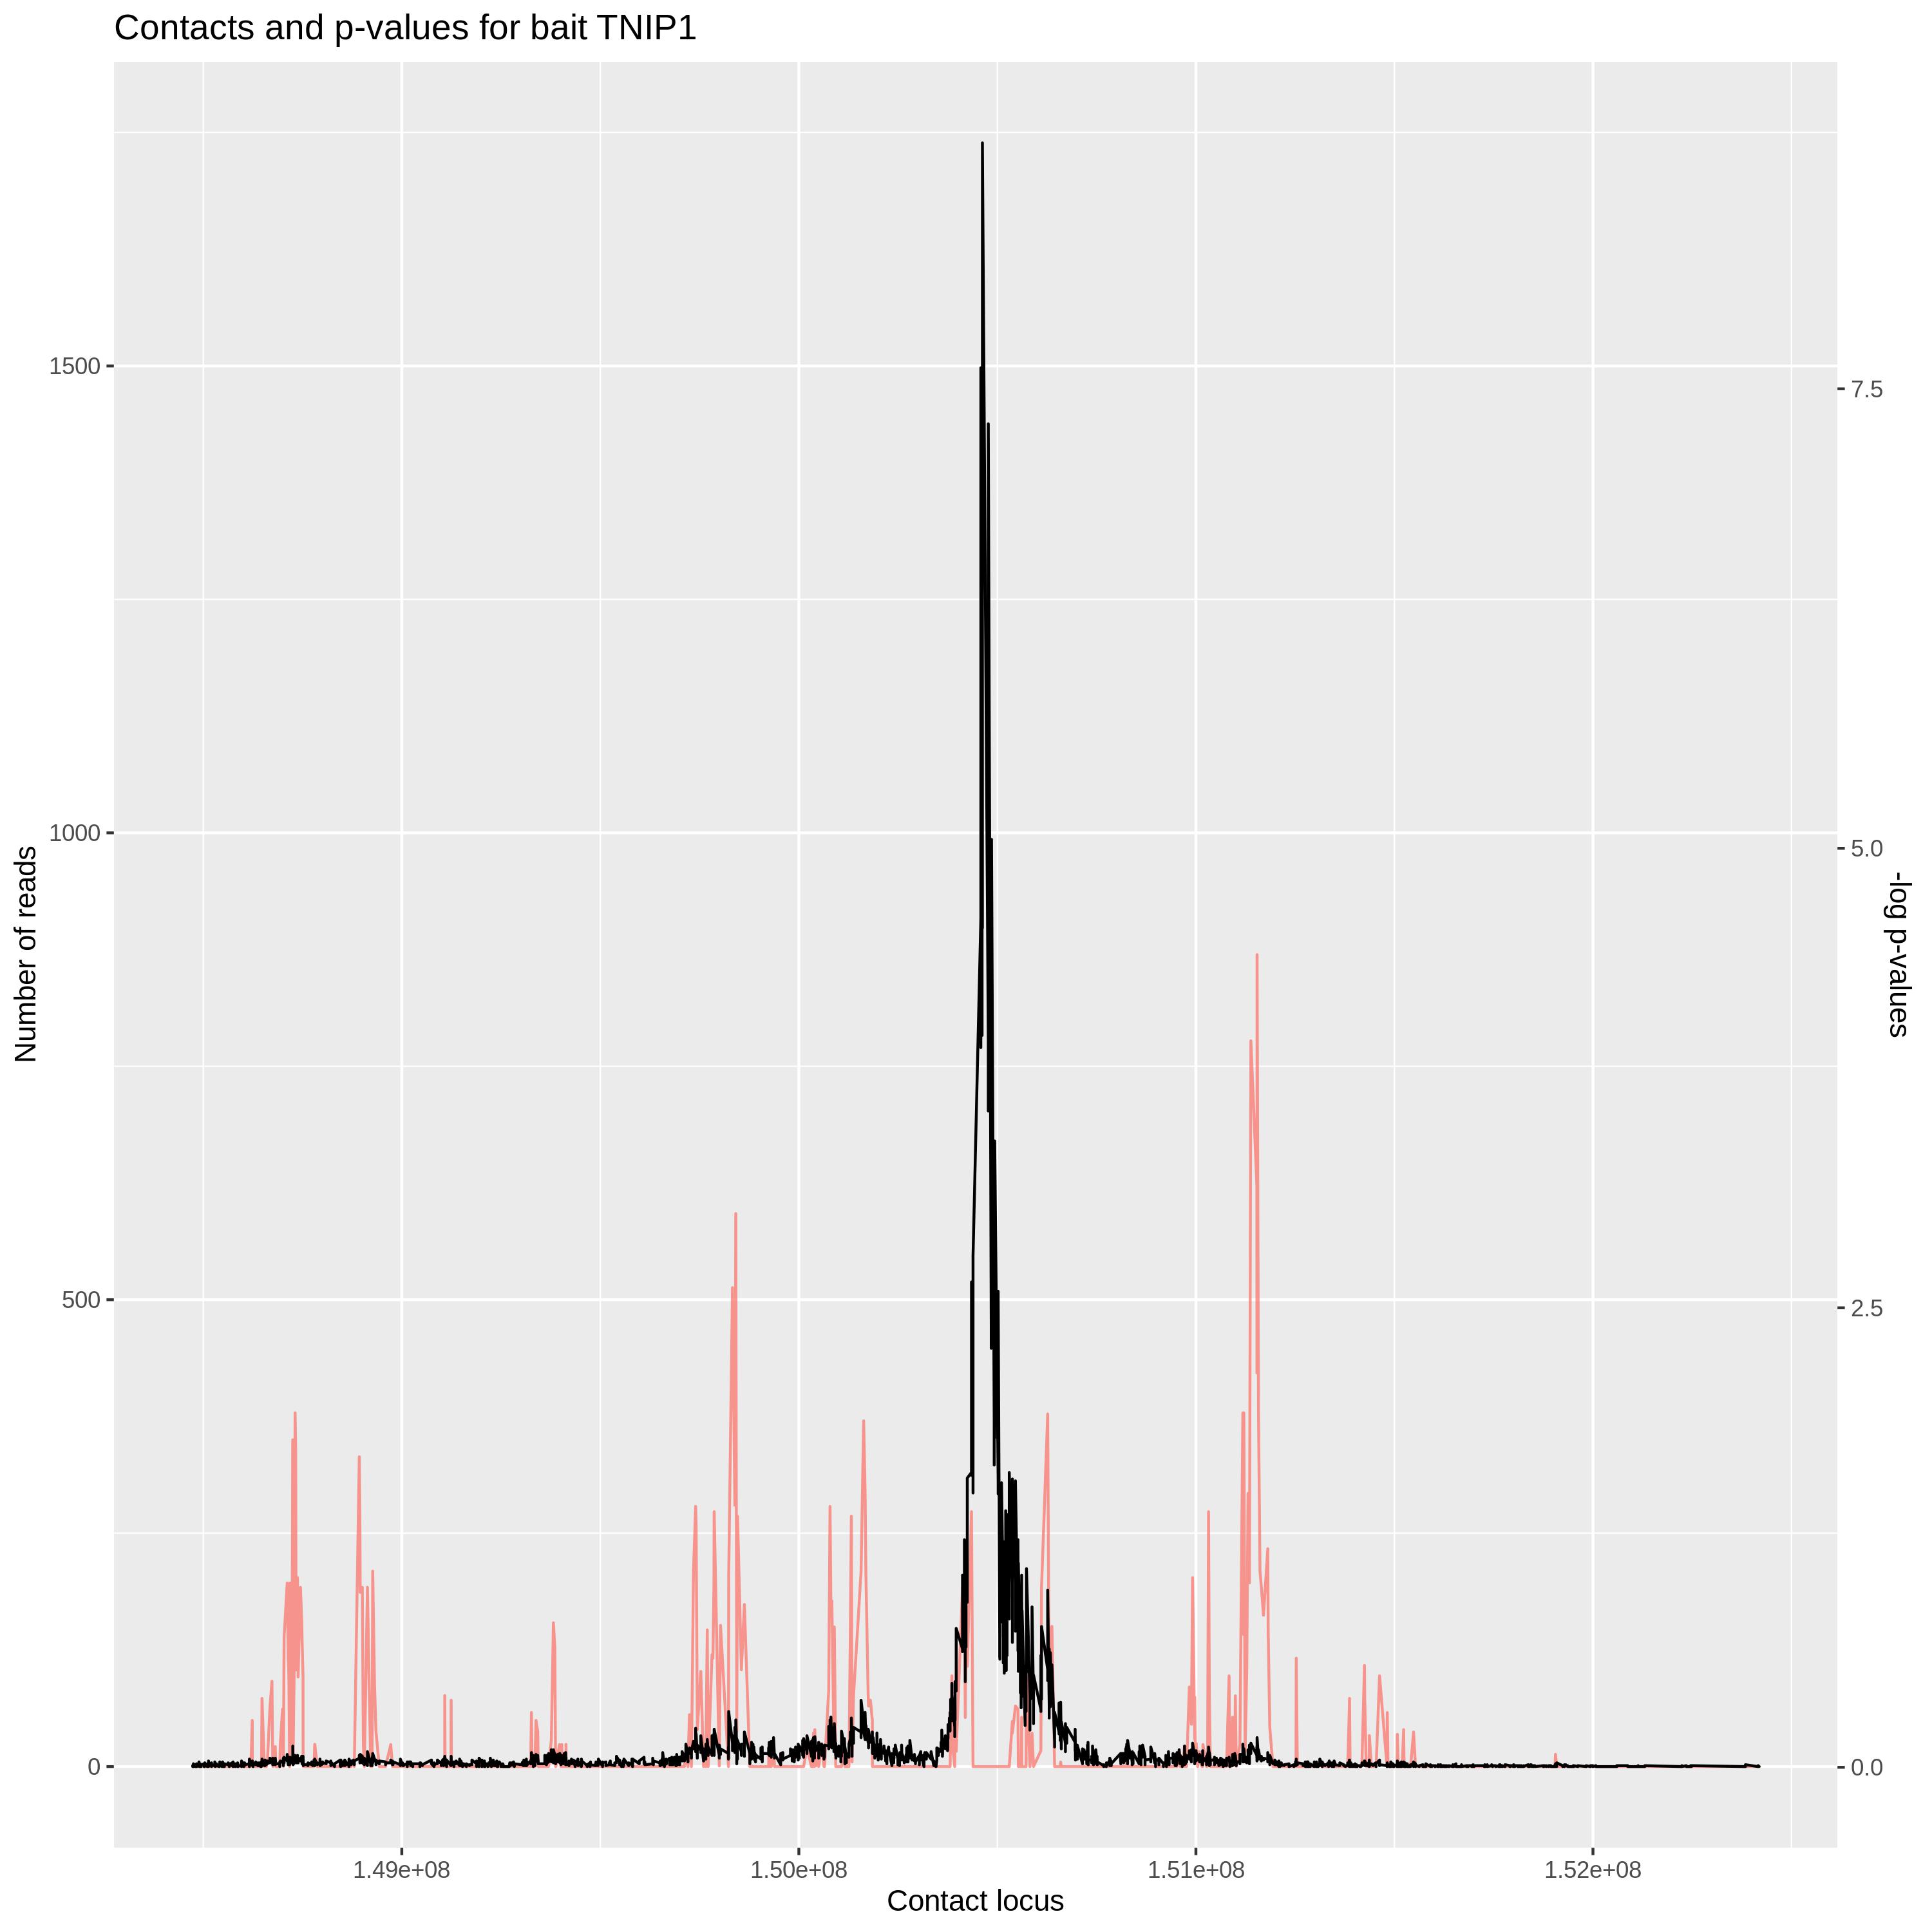 Contacts and p-values for bait TNIP1
Number of reads
1500
1000
500
0
7.5
5.0
2.5
0.0
-log p-values
1.49e+08
1.50e+08
1.51e+08
1.52e+08
Contact locus